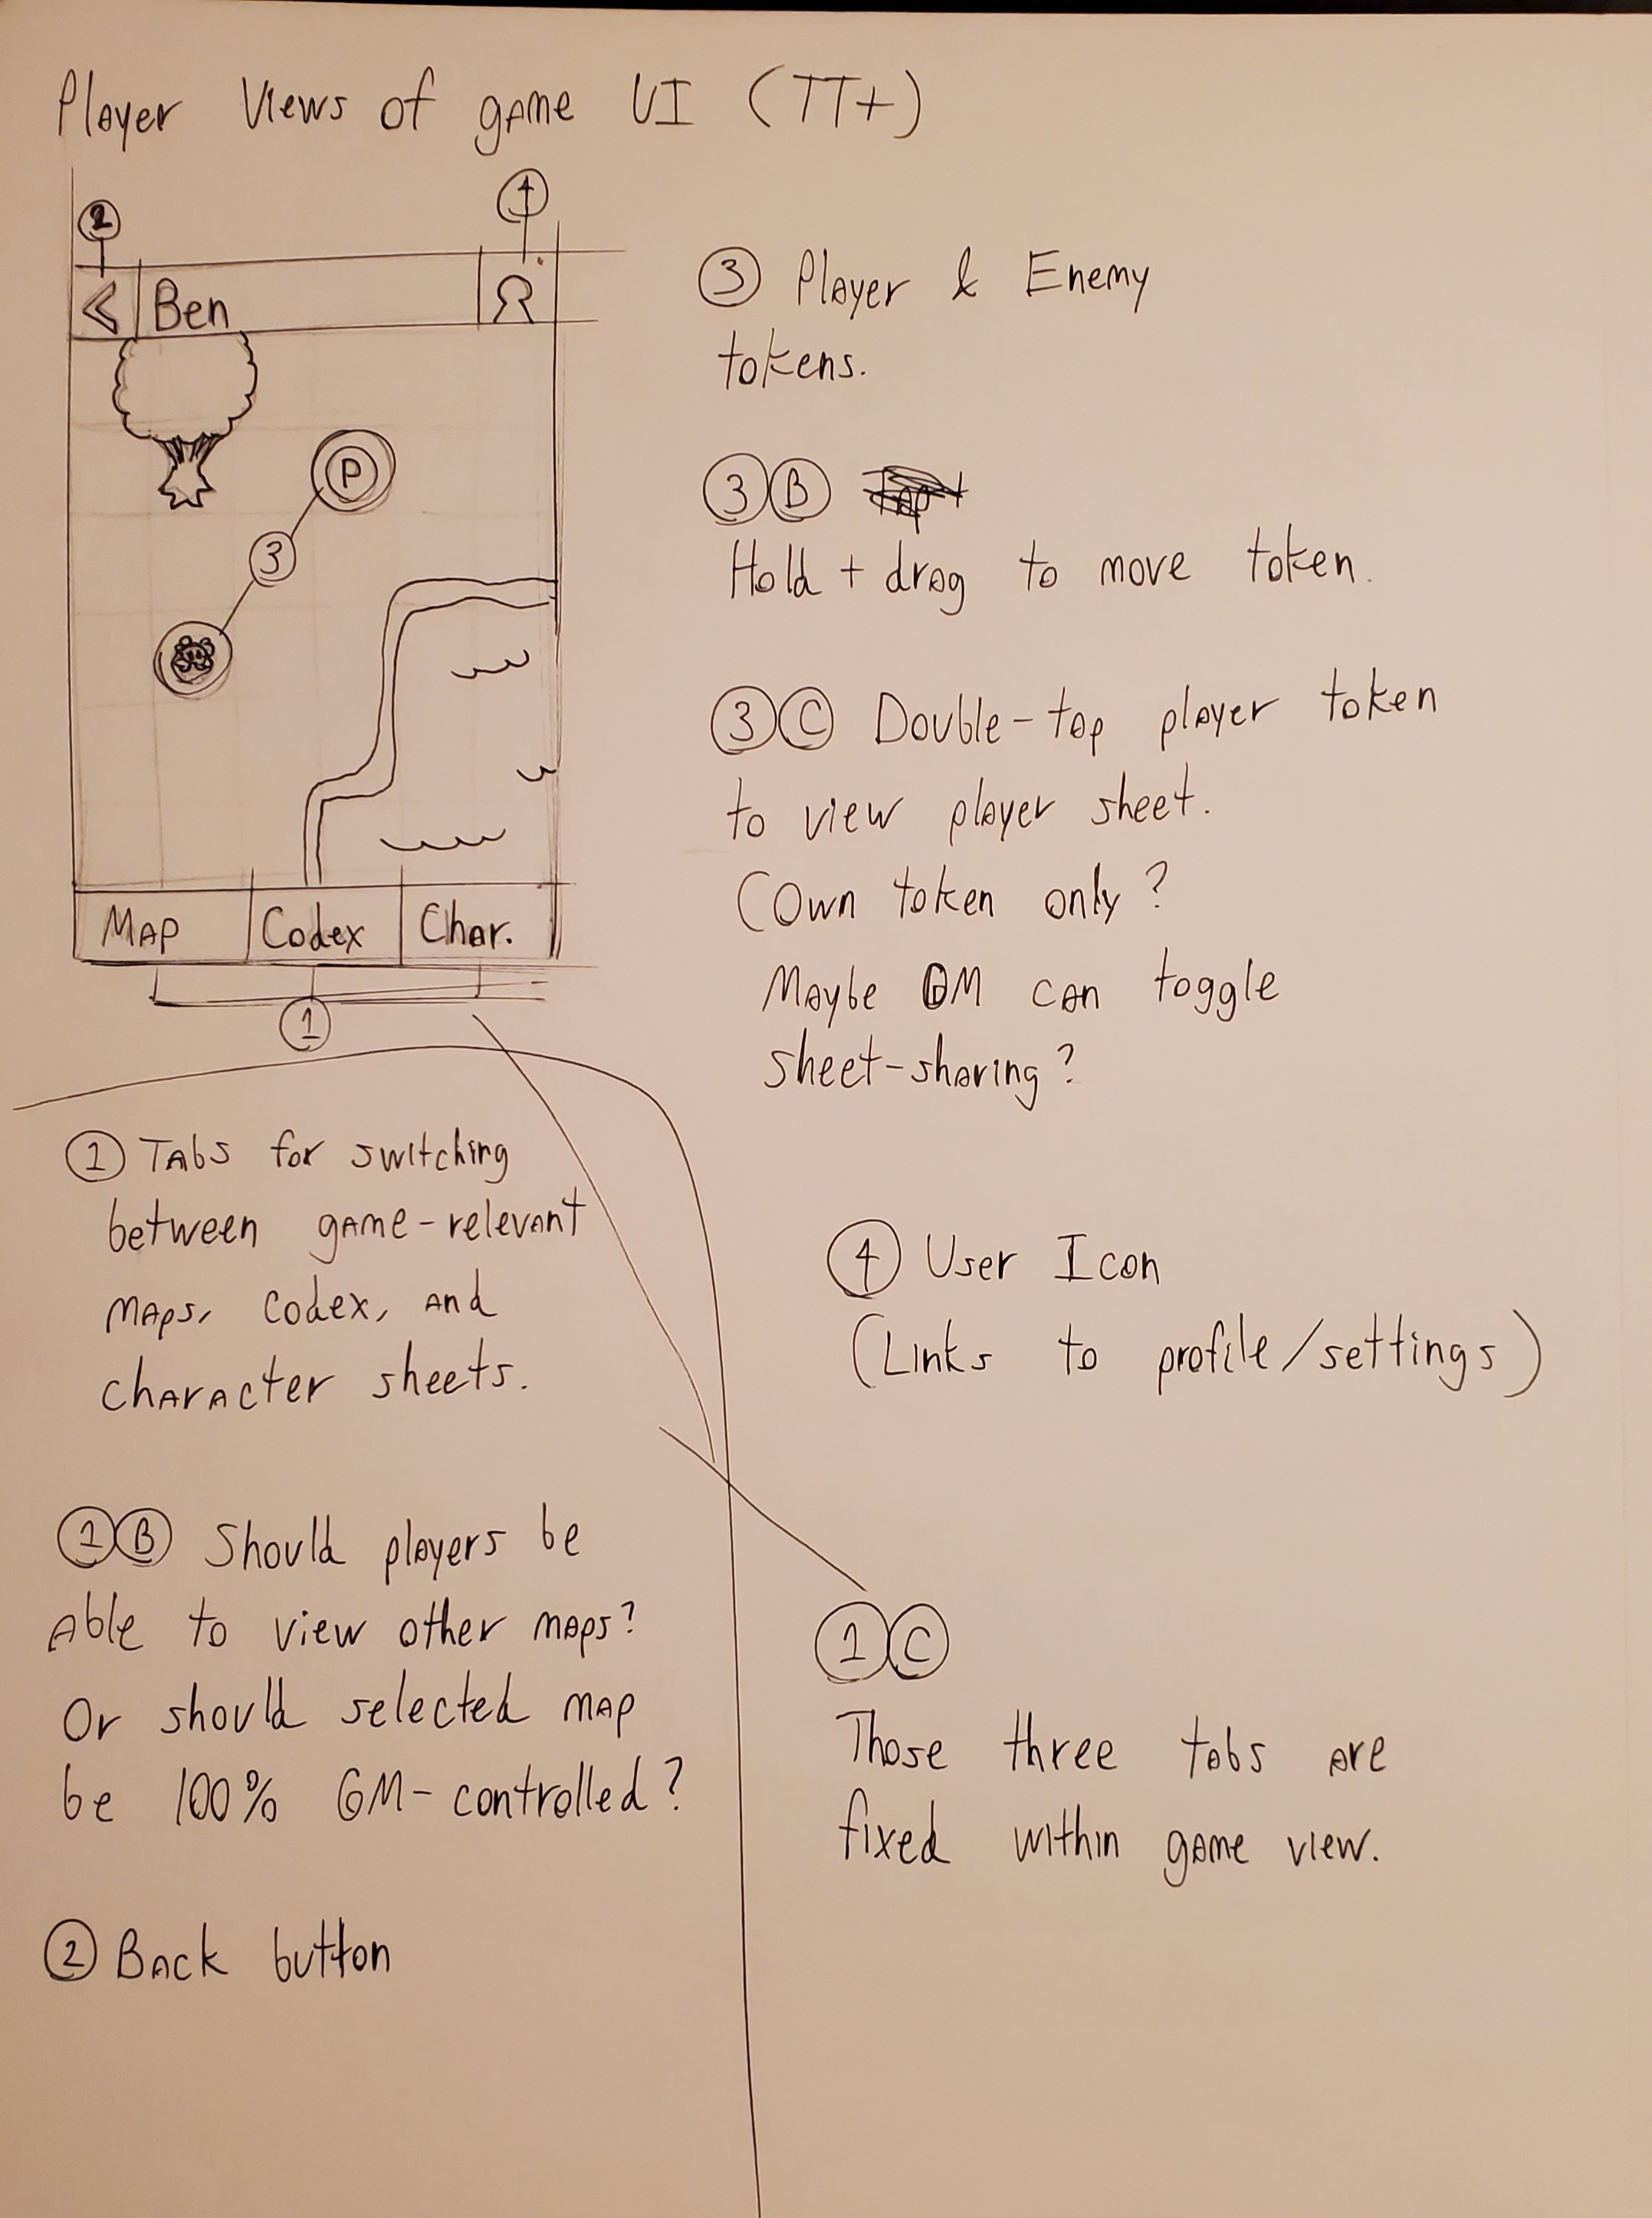 Player Views of game UI (TT+)
2
4
< Ben
P
3
Map Codex Char.
1
1 Tabs for switching
between game-relevant
maps, codex, and
character sheets.
1 B Should players be
able to view other maps?
Or should selected map
be 100% GM-controlled?
2 Back button
3 Player & Enemy
tokens.
3 B
Hold + drag to move token.
3 C Double-tap player token
to view player sheet.
(Own token only?
Maybe GM can toggle
sheet-sharing?
4 User Icon
(Links to profile/settings)
1 C
Those three tabs are
fixed within game view.